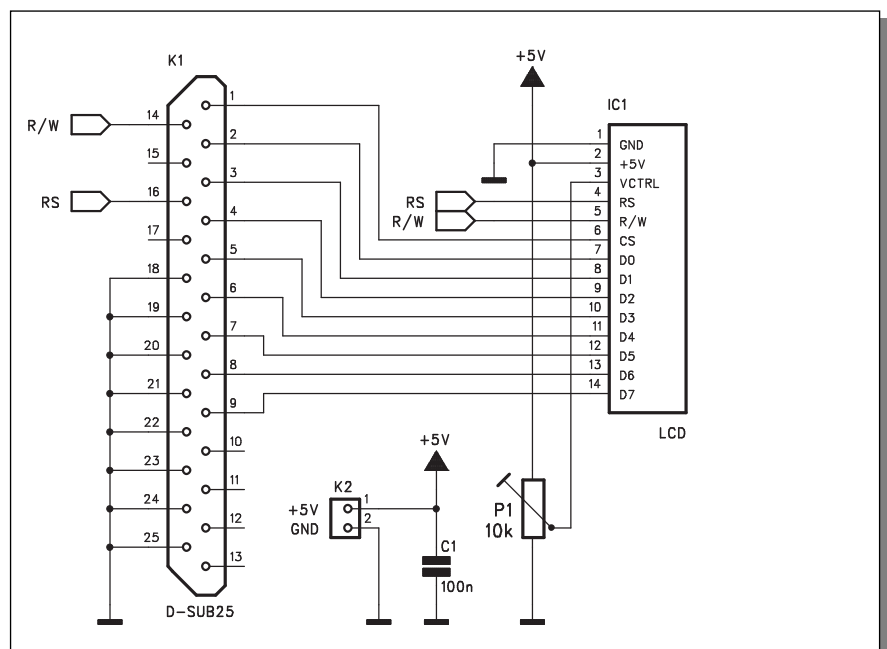 K1
R/W
RS
14
15
16
17
18
19
20
21
22
23
24
25
1
2
3
4
5
6
7
8
9
10
11
12
13
D-SUB25
+5V
IC1
RS
R/W
1 GND
2 +5V
3 VCTRL
4 RS
5 R/W
6 CS
7 D0
8 D1
9 D2
10 D3
11 D4
12 D5
13 D6
14 D7
LCD
+5V
K2
+5V 1
GND 2
C1
100n
P1
10k